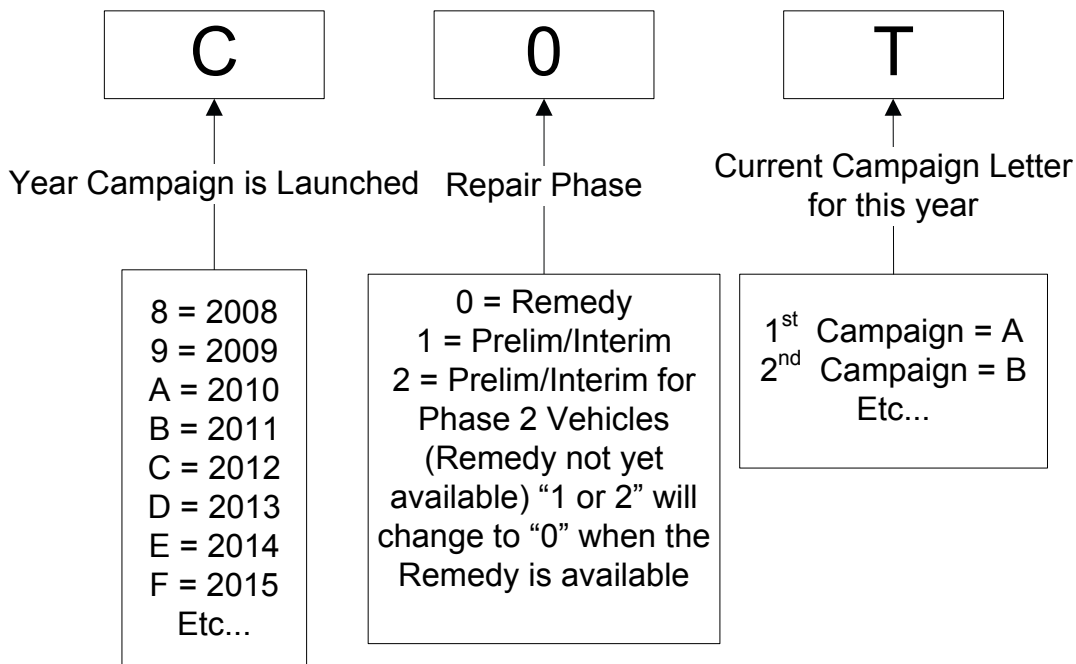 C
0
T
Year Campaign is Launched
Repair Phase
Current Campaign Letter
for this year
8 = 2008
9 = 2009
A = 2010
B = 2011
C = 2012
D = 2013
E = 2014
F = 2015
Etc...
0 = Remedy
1 = Prelim/Interim
2 = Prelim/Interim for
Phase 2 Vehicles
(Remedy not yet
available) “1 or 2” will
change to “0” when the
Remedy is available
1st Campaign = A
2nd Campaign = B
Etc...